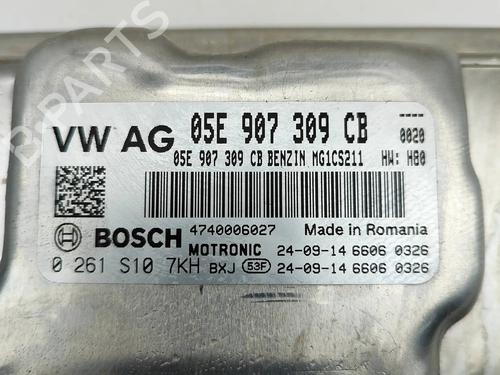 VW AG 05E 907 309 CB ----
0020
05E 907 309 CB BENZIN MG1CS211 HW: H80
BOSCH 4740006027 Made in Romania
MOTRONIC 24-09-14 6606 0326
0 261 S10 7KH BXJ 53F 24-09-14 6606 0326
B-PARTS